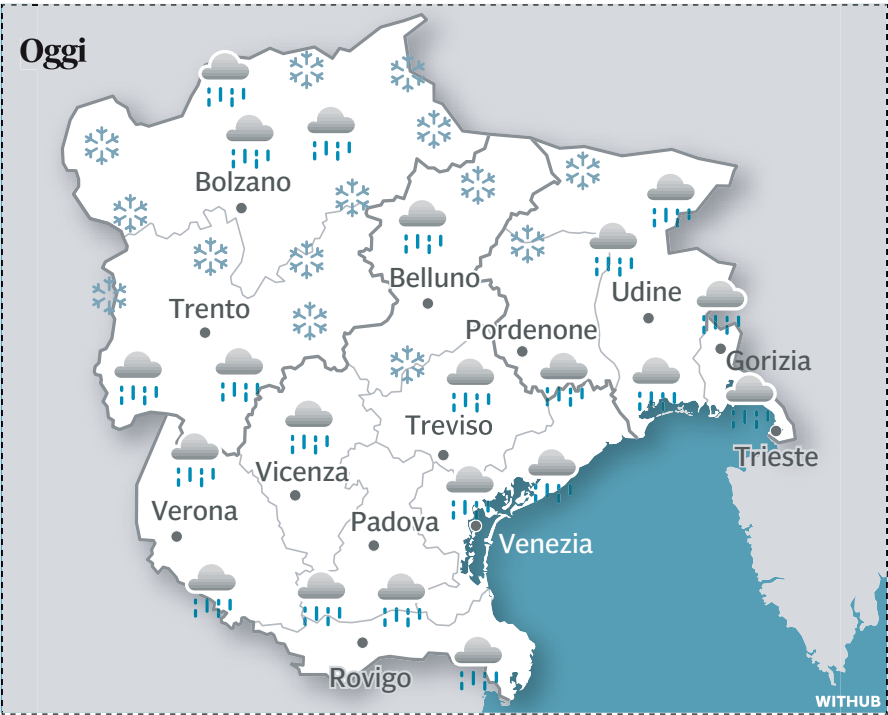 Oggi
Bolzano
Belluno
Trento
Udine
Pordenone
Gorizia
Treviso
Trieste
Vicenza
Verona
Padova
Venezia
Rovigo
WITHUB